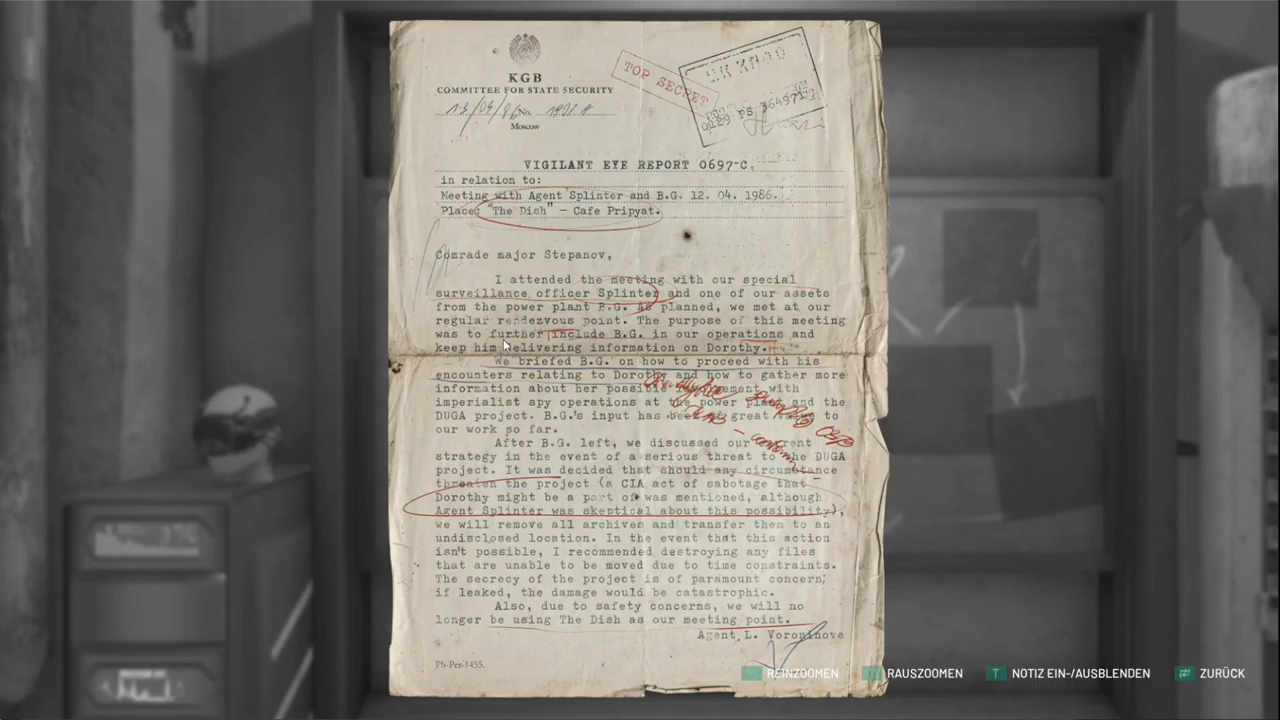 KGB
COMMITTEE FOR STATE SECURITY
TOP SECRET
13/04/86 No.
Moscow
VIGILANT EYE REPORT 0697-C,
in relation to:
Meeting with Agent Splinter and B.G. 12. 04. 1986.
Place: "The Dish" — Cafe Pripyat.
Comrade major Stepanov,
I attended the meeting with our special
surveillance officer Splinter and one of our assets
from the power plant B.G. As planned, we met at our
regular rendezvous point. The purpose of this meeting
was to further include B.G. in our operations and
keep him delivering information on Dorothy.
We briefed B.G. on how to proceed with his
encounters relating to Dorothy and how to gather more
information about her possible with
imperialist spy operations at the power plant and the
DUGA project. B.G.'s input has been great to
our work so far.
After B.G. left, we discussed our current
strategy in the event of a serious threat to the DUGA
project. It was decided that should any circumstance
threaten the project (a CIA act of sabotage that
Dorothy might be a part of was mentioned, although
Agent Splinter was skeptical about this possibility),
we will remove all archives and transfer them to an
undisclosed location. In the event that this action
isn't possible, I recommended destroying any files
that are unable to be moved due to time constraints.
The secrecy of the project is of paramount concern;
if leaked, the damage would be catastrophic.
Also, due to safety concerns, we will no
longer be using The Dish as our meeting point.
Agent L. Voroninova
Ph-Per-1455.
REINZOOMEN
RAUSZOOMEN
T NOTIZ EIN-/AUSBLENDEN
ZURÜCK